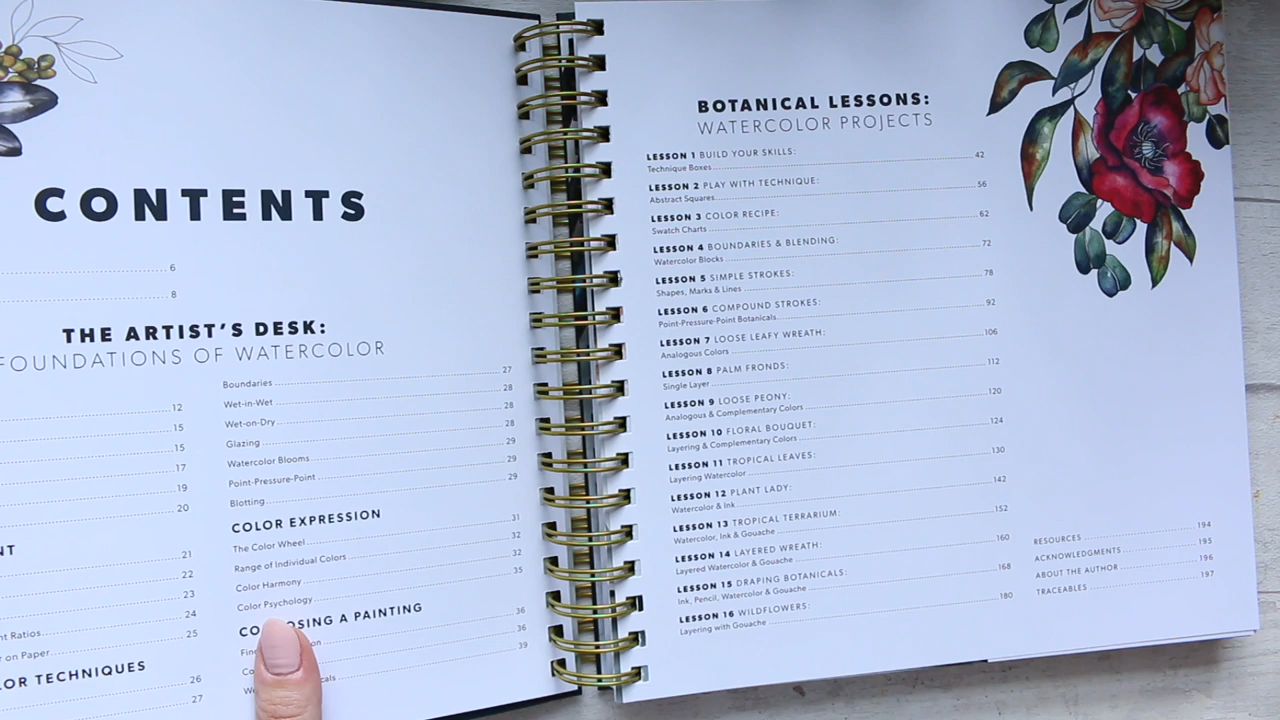 CONTENTS
6
8
THE ARTIST'S DESK:
FOUNDATIONS OF WATERCOLOR
12
15
15
17
19
20
21
22
23
Ratios 24
on Paper 25
TECHNIQUES
26
27
Boundaries 27
Wet-in-Wet 28
Wet-on-Dry 28
Glazing 28
Watercolor Blooms 29
Point-Pressure-Point 29
Blotting 29
COLOR EXPRESSION
The Color Wheel 31
Range of Individual Colors 32
Color Harmony 32
Color Psychology 35
A PAINTING
36
36
39
BOTANICAL LESSONS:
WATERCOLOR PROJECTS
LESSON 1 BUILD YOUR SKILLS:
Technique Boxes 42
LESSON 2 PLAY WITH TECHNIQUE:
Abstract Squares 56
LESSON 3 COLOR RECIPE:
Swatch Charts 62
LESSON 4 BOUNDARIES & BLENDING:
Watercolor Blocks 72
LESSON 5 SIMPLE STROKES:
Shapes, Marks & Lines 78
LESSON 6 COMPOUND STROKES:
Point-Pressure-Point Botanicals 92
LESSON 7 LOOSE LEAFY WREATH:
Analogous Colors 106
LESSON 8 PALM FRONDS:
Single Layer 112
LESSON 9 LOOSE PEONY:
Analogous & Complementary Colors 120
LESSON 10 FLORAL BOUQUET:
Layering & Complementary Colors 124
LESSON 11 TROPICAL LEAVES:
Layering Watercolor 130
LESSON 12 PLANT LADY:
Watercolor & Ink 142
LESSON 13 TROPICAL TERRARIUM:
Watercolor, Ink & Gouache 152
LESSON 14 LAYERED WREATH:
Layered Watercolor & Gouache 160
LESSON 15 DRAPING BOTANICALS:
Ink, Pencil, Watercolor & Gouache 168
LESSON 16 WILDFLOWERS:
Layering with Gouache 180
RESOURCES 194
ACKNOWLEDGMENTS 195
ABOUT THE AUTHOR 196
TRACEABLES 197